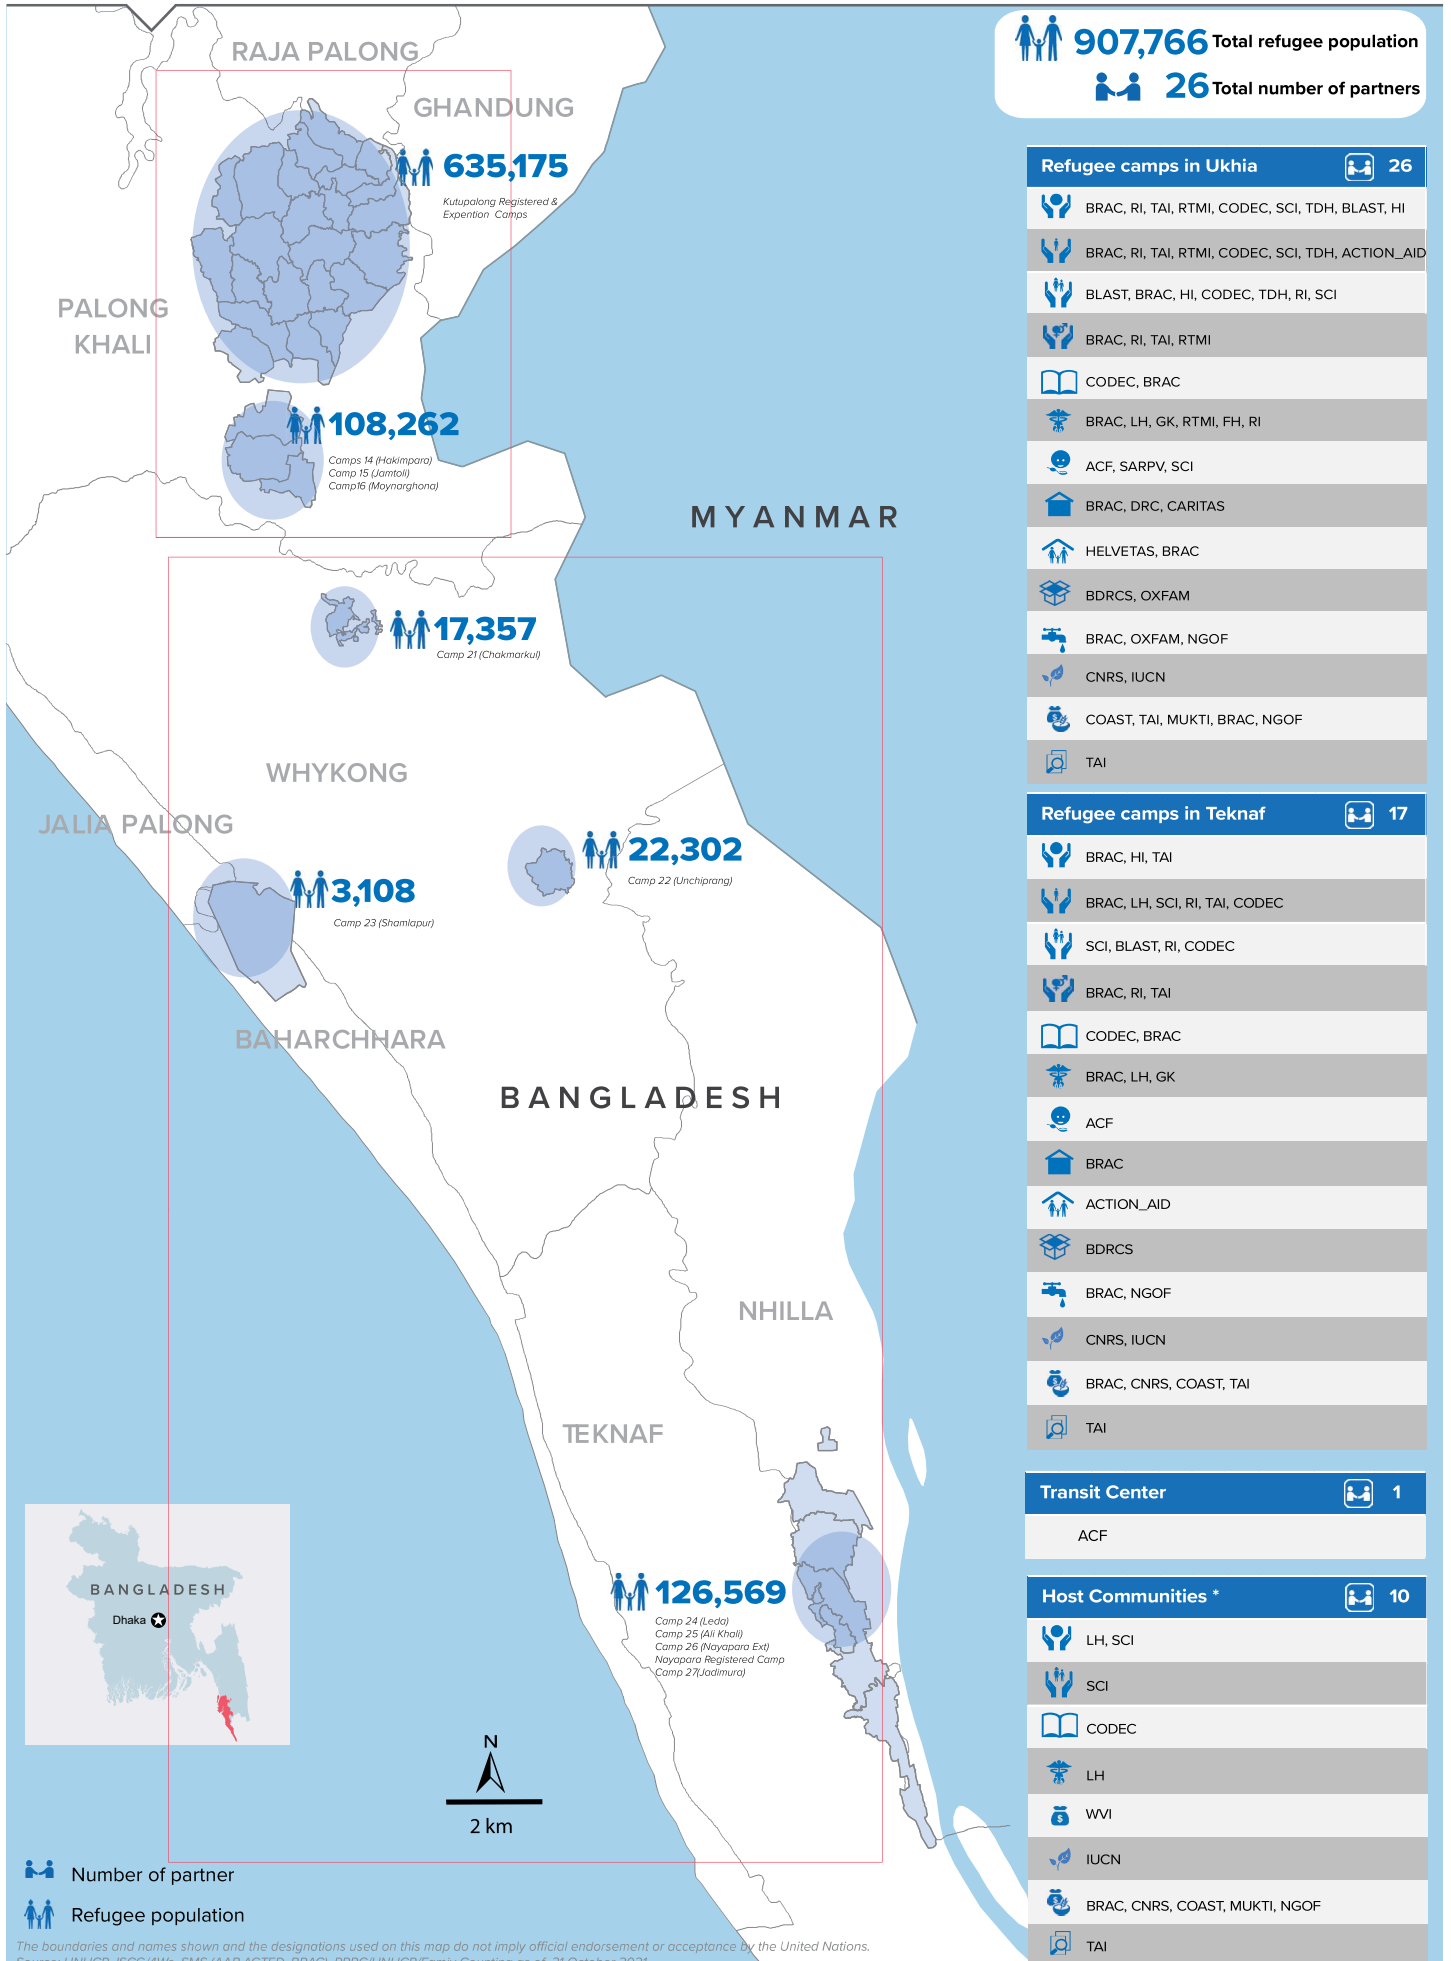 907,766 Total refugee population
26 Total number of partners
RAJA PALONG
GHANDUNG
635,175
Kutupalong Registered &
Expention Camps
PALONG
KHALI
108,262
Camps 14 (Hakimpara)
Camp 15 (Jamtoli)
Camp16 (Moynarghona)
MYANMAR
17,357
Camp 21 (Chakmarkul)
WHYKONG
JALIA PALONG
22,302
Camp 22 (Unchiprang)
3,108
Camp 23 (Shamlapur)
BAHARCHHARA
BANGLADESH
NHILLA
TEKNAF
126,569
Camp 24 (Leda)
Camp 25 (Ali Khali)
Camp 26 (Nayapara Ext)
Nayapara Registered Camp
Camp 27(Jadimura)
BANGLADESH
Dhaka
N
2 km
Number of partner
Refugee population
The boundaries and names shown and the designations used on this map do not imply official endorsement or acceptance by the United Nations.
Refugee camps in Ukhia 26
BRAC, RI, TAI, RTMI, CODEC, SCI, TDH, BLAST, HI
BRAC, RI, TAI, RTMI, CODEC, SCI, TDH, ACTION_AID
BLAST, BRAC, HI, CODEC, TDH, RI, SCI
BRAC, RI, TAI, RTMI
CODEC, BRAC
BRAC, LH, GK, RTMI, FH, RI
ACF, SARPV, SCI
BRAC, DRC, CARITAS
HELVETAS, BRAC
BDRCS, OXFAM
BRAC, OXFAM, NGOF
CNRS, IUCN
COAST, TAI, MUKTI, BRAC, NGOF
TAI
Refugee camps in Teknaf 17
BRAC, HI, TAI
BRAC, LH, SCI, RI, TAI, CODEC
SCI, BLAST, RI, CODEC
BRAC, RI, TAI
CODEC, BRAC
BRAC, LH, GK
ACF
BRAC
ACTION_AID
BDRCS
BRAC, NGOF
CNRS, IUCN
BRAC, CNRS, COAST, TAI
TAI
Transit Center 1
ACF
Host Communities * 10
LH, SCI
SCI
CODEC
LH
WVI
IUCN
BRAC, CNRS, COAST, MUKTI, NGOF
TAI